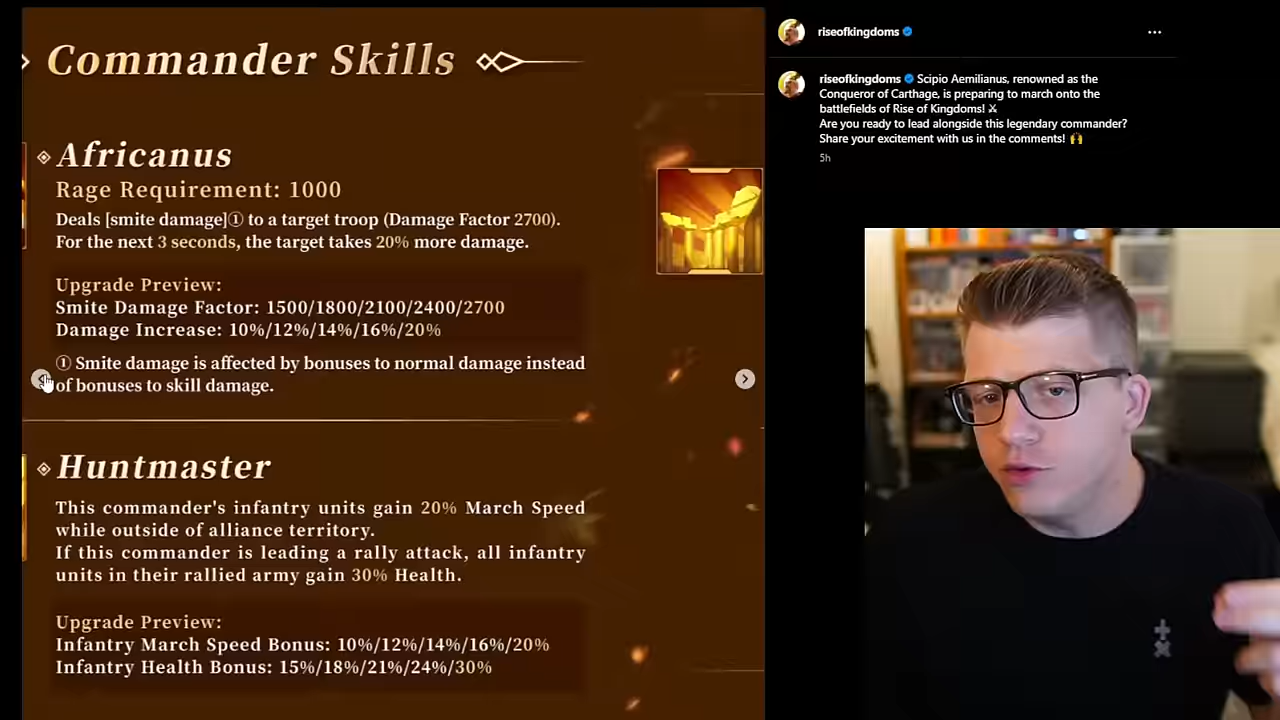 Commander Skills
Africanus
Rage Requirement: 1000
Deals [smite damage]① to a target troop (Damage Factor 2700).
For the next 3 seconds, the target takes 20% more damage.
Upgrade Preview:
Smite Damage Factor: 1500/1800/2100/2400/2700
Damage Increase: 10%/12%/14%/16%/20%
① Smite damage is affected by bonuses to normal damage instead
of bonuses to skill damage.
Huntmaster
This commander's infantry units gain 20% March Speed
while outside of alliance territory.
If this commander is leading a rally attack, all infantry
units in their rallied army gain 30% Health.
Upgrade Preview:
Infantry March Speed Bonus: 10%/12%/14%/16%/20%
Infantry Health Bonus: 15%/18%/21%/24%/30%
riseofkingdoms
riseofkingdoms Scipio Aemilianus, renowned as the
Conqueror of Carthage, is preparing to march onto the
battlefields of Rise of Kingdoms! ⚔
Are you ready to lead alongside this legendary commander?
Share your excitement with us in the comments! 🙌
5h